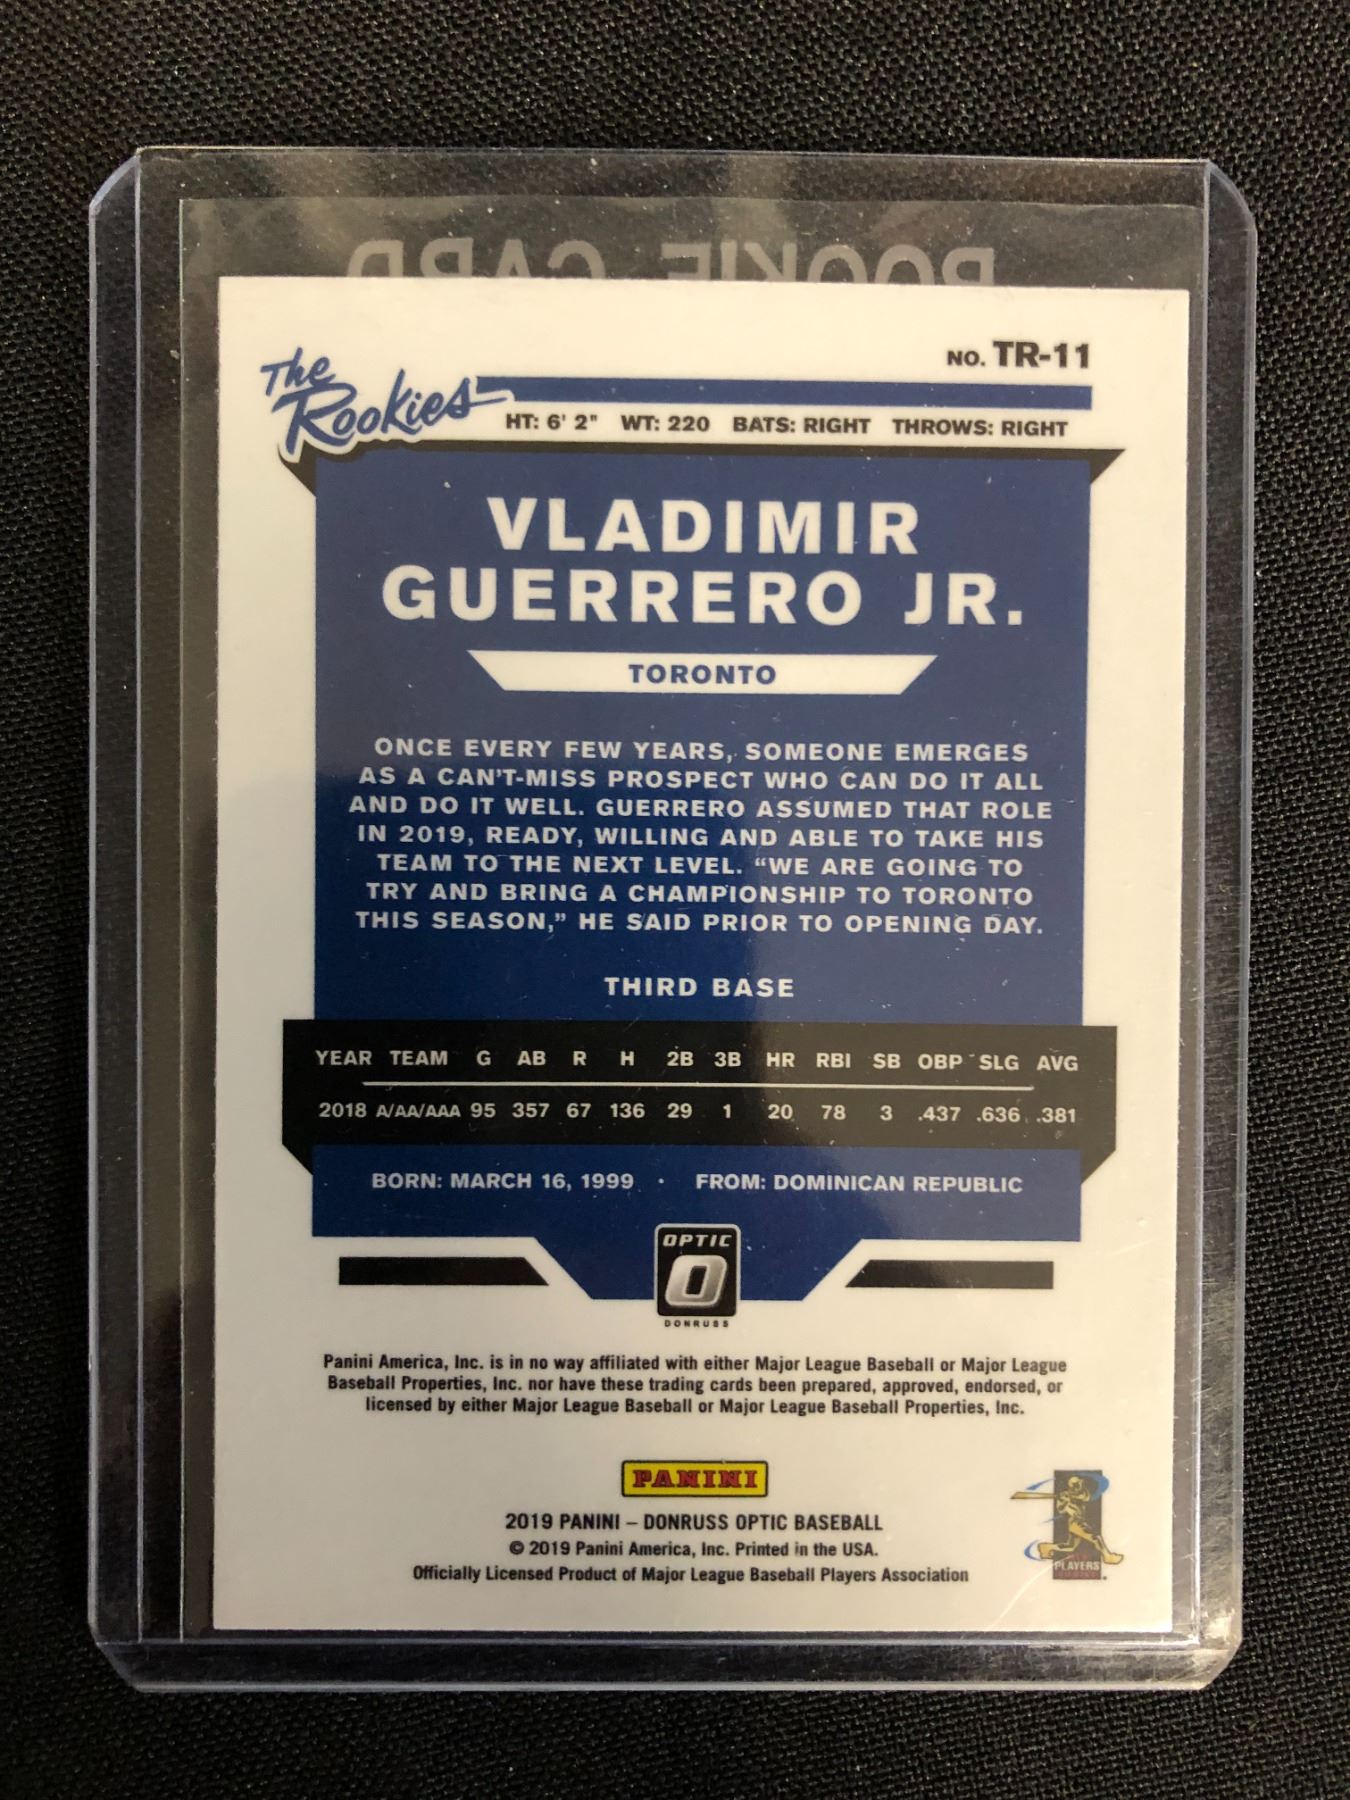 ROOKIE CARD
The
Rookies
NO. TR-11
HT: 6' 2" WT: 220 BATS: RIGHT THROWS: RIGHT
VLADIMIR
GUERRERO JR.
TORONTO
ONCE EVERY FEW YEARS, SOMEONE EMERGES
AS A CAN'T-MISS PROSPECT WHO CAN DO IT ALL
AND DO IT WELL. GUERRERO ASSUMED THAT ROLE
IN 2019, READY, WILLING AND ABLE TO TAKE HIS
TEAM TO THE NEXT LEVEL. "WE ARE GOING TO
TRY AND BRING A CHAMPIONSHIP TO TORONTO
THIS SEASON," HE SAID PRIOR TO OPENING DAY.
THIRD BASE
YEAR TEAM G AB R H 2B 3B HR RBI SB OBP SLG AVG
2018 A/AA/AAA 95 357 67 136 29 1 20 78 3 .437 .636 .381
BORN: MARCH 16, 1999 · FROM: DOMINICAN REPUBLIC
OPTIC
O
DONRUSS
Panini America, Inc. is in no way affiliated with either Major League Baseball or Major League
Baseball Properties, Inc. nor have these trading cards been prepared, approved, endorsed, or
licensed by either Major League Baseball or Major League Baseball Properties, Inc.
PANINI
2019 PANINI – DONRUSS OPTIC BASEBALL
© 2019 Panini America, Inc. Printed in the USA.
Officially Licensed Product of Major League Baseball Players Association
PLAYERS